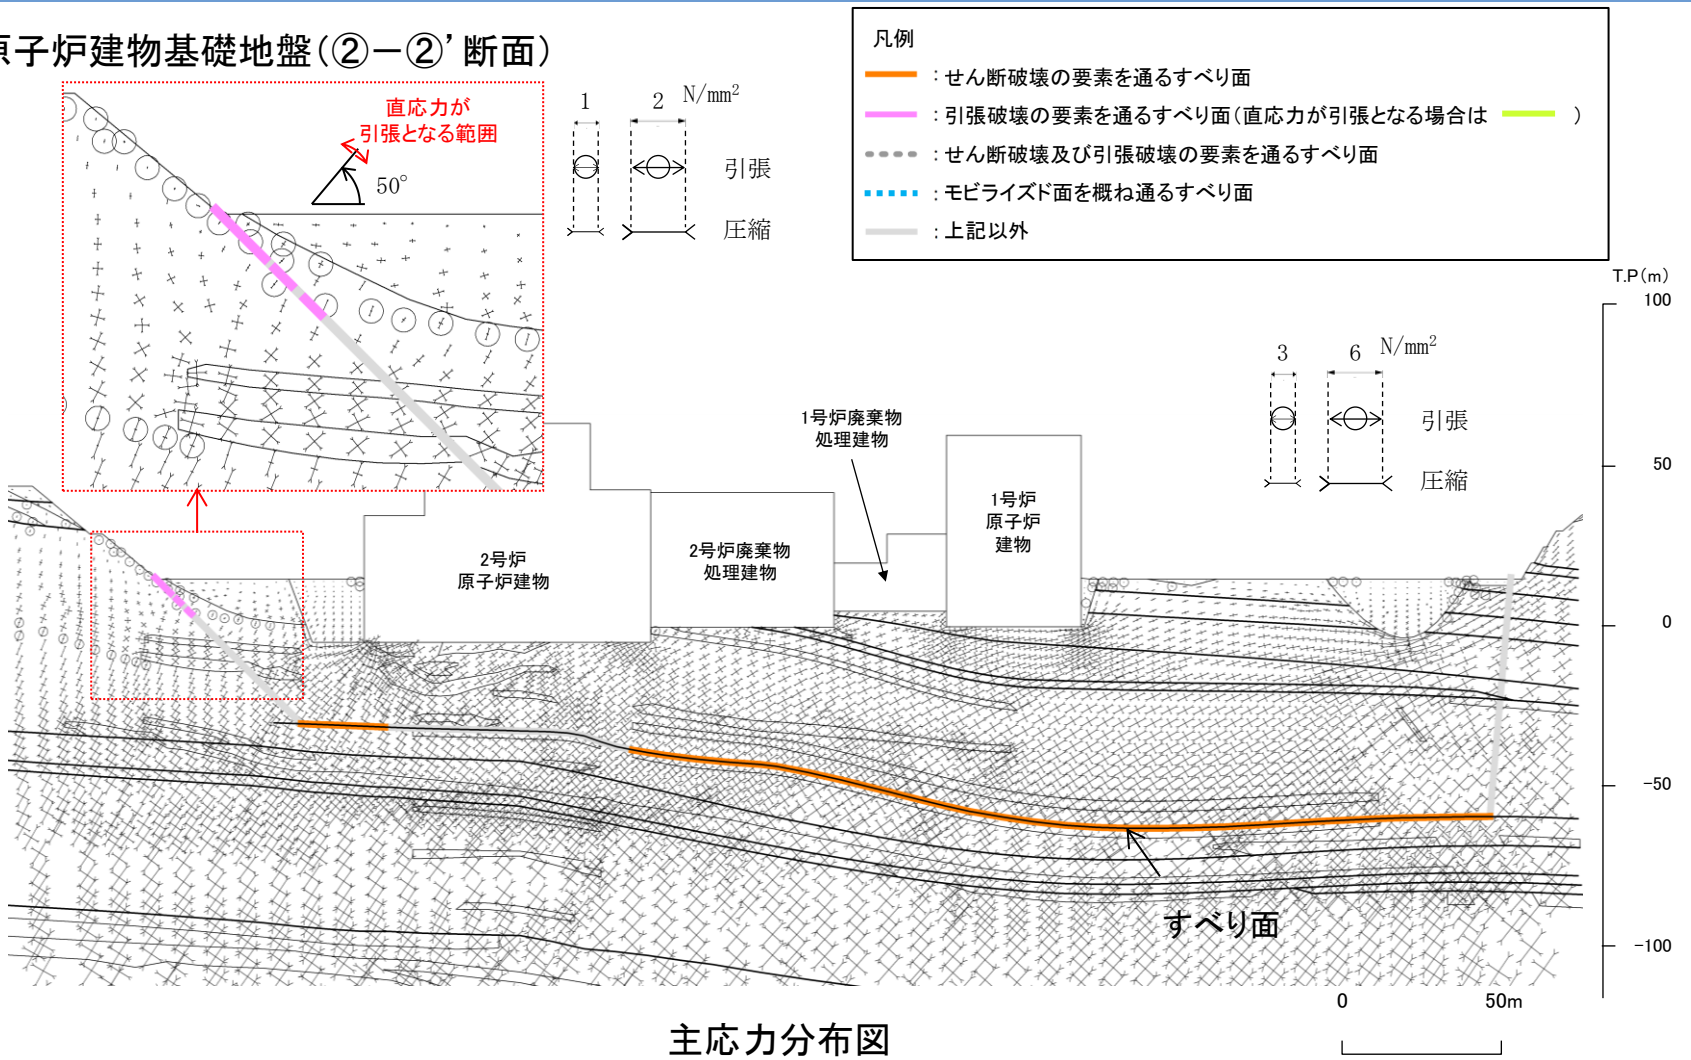 原子炉建物基礎地盤(②-②’断面)
凡例
:せん断破壊の要素を通るすべり面
:引張破壊の要素を通るすべり面(直応力が引張となる場合は )
:せん断破壊及び引張破壊の要素を通るすべり面
:モビライズド面を概ね通るすべり面
:上記以外
直応力が
引張となる範囲
50°
1 2 N/mm²
引張
圧縮
T.P(m)
100
50
0
-50
-100
3 6 N/mm²
引張
圧縮
1号炉廃棄物
処理建物
1号炉
原子炉
建物
2号炉
原子炉建物
2号炉廃棄物
処理建物
すべり面
0 50m
主応力分布図